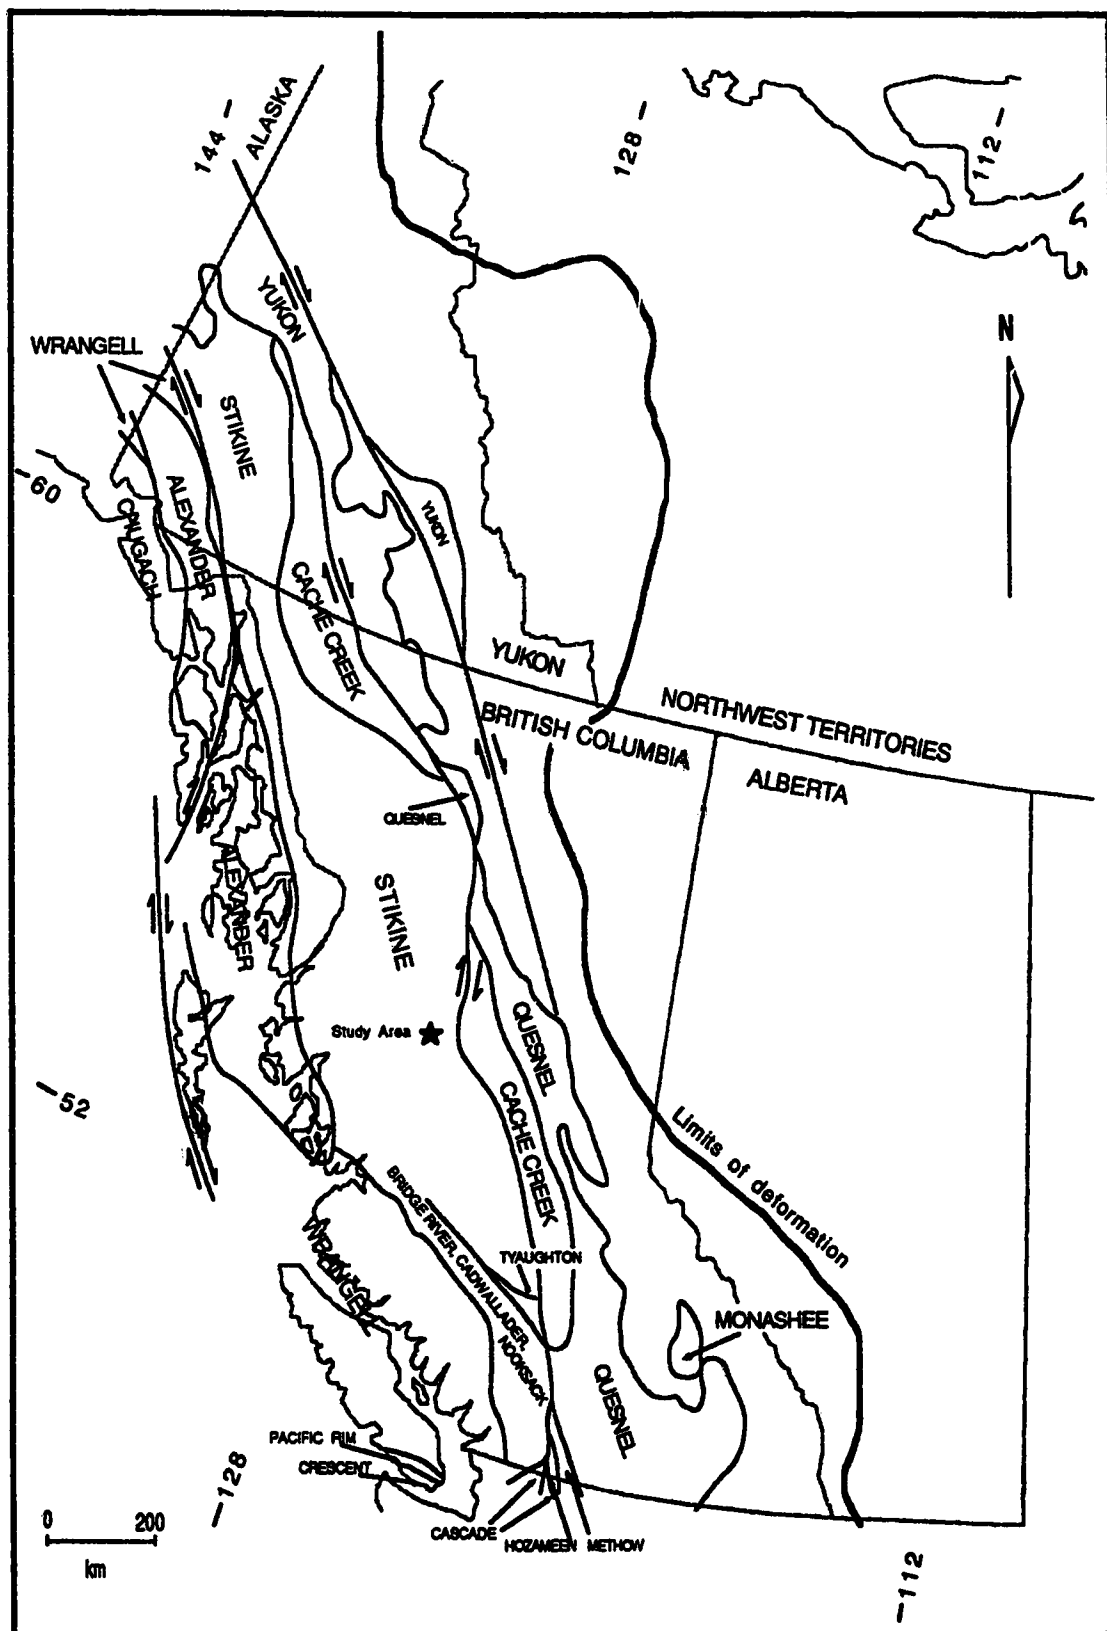 144
ALASKA
128
112
YUKON
N
WRANGELL
STIKINE
60
ALEXANDER
CHUGACH
YUKON
CACHE CREEK
YUKON
NORTHWEST TERRITORIES
BRITISH COLUMBIA
ALBERTA
QUESNEL
STIKINE
ALEXANDER
QUESNEL
Study Area
52
CACHE CREEK
Limits of deformation
BRIDGE RIVER, CADWALLADER,
NOOKSACK
TYAUGHTON
WRANGELL
MONASHEE
QUESNEL
PACIFIC RIM
CRESCENT
128
0 200
km
CASCADE
HOZAMEEN METHOW
112